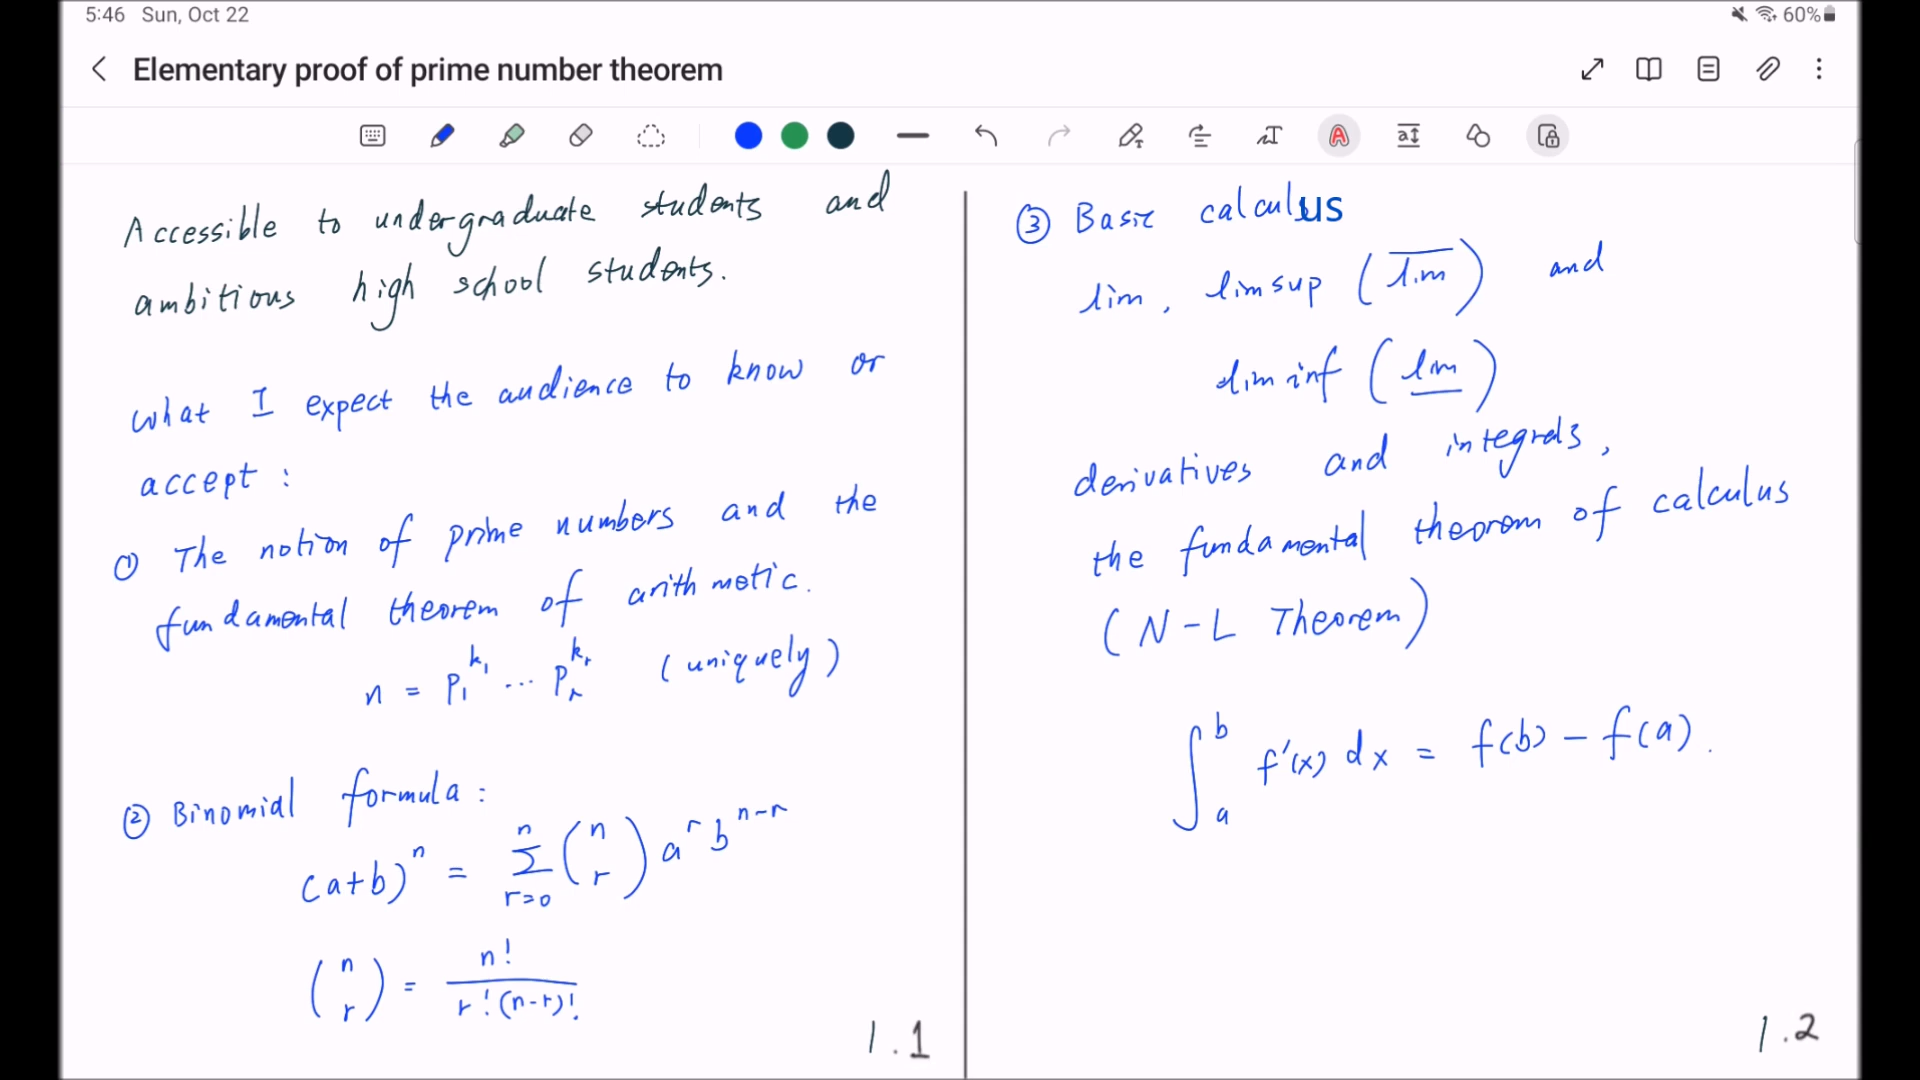 5:46 Sun, Oct 22 60%
Elementary proof of prime number theorem
Accessible to undergraduate students and
ambitious high school students.
What I expect the audience to know or
accept:
① The notion of prime numbers and the
fundamental theorem of arithmetic.
n = p₁^k₁ ... p_r^k_r (uniquely)
② Binomial formula:
(a+b)^n = Σ_{r=0}^{n} (n r) a^r b^{n-r}
(n r) = n! / r!(n-r)!
1.1
③ Basic calculus
lim, limsup (l̅i̅m̅) and
liminf (l̲i̲m̲)
derivatives and integrals,
the fundamental theorem of calculus
(N-L Theorem)
∫_a^b f'(x) dx = f(b) - f(a).
1.2